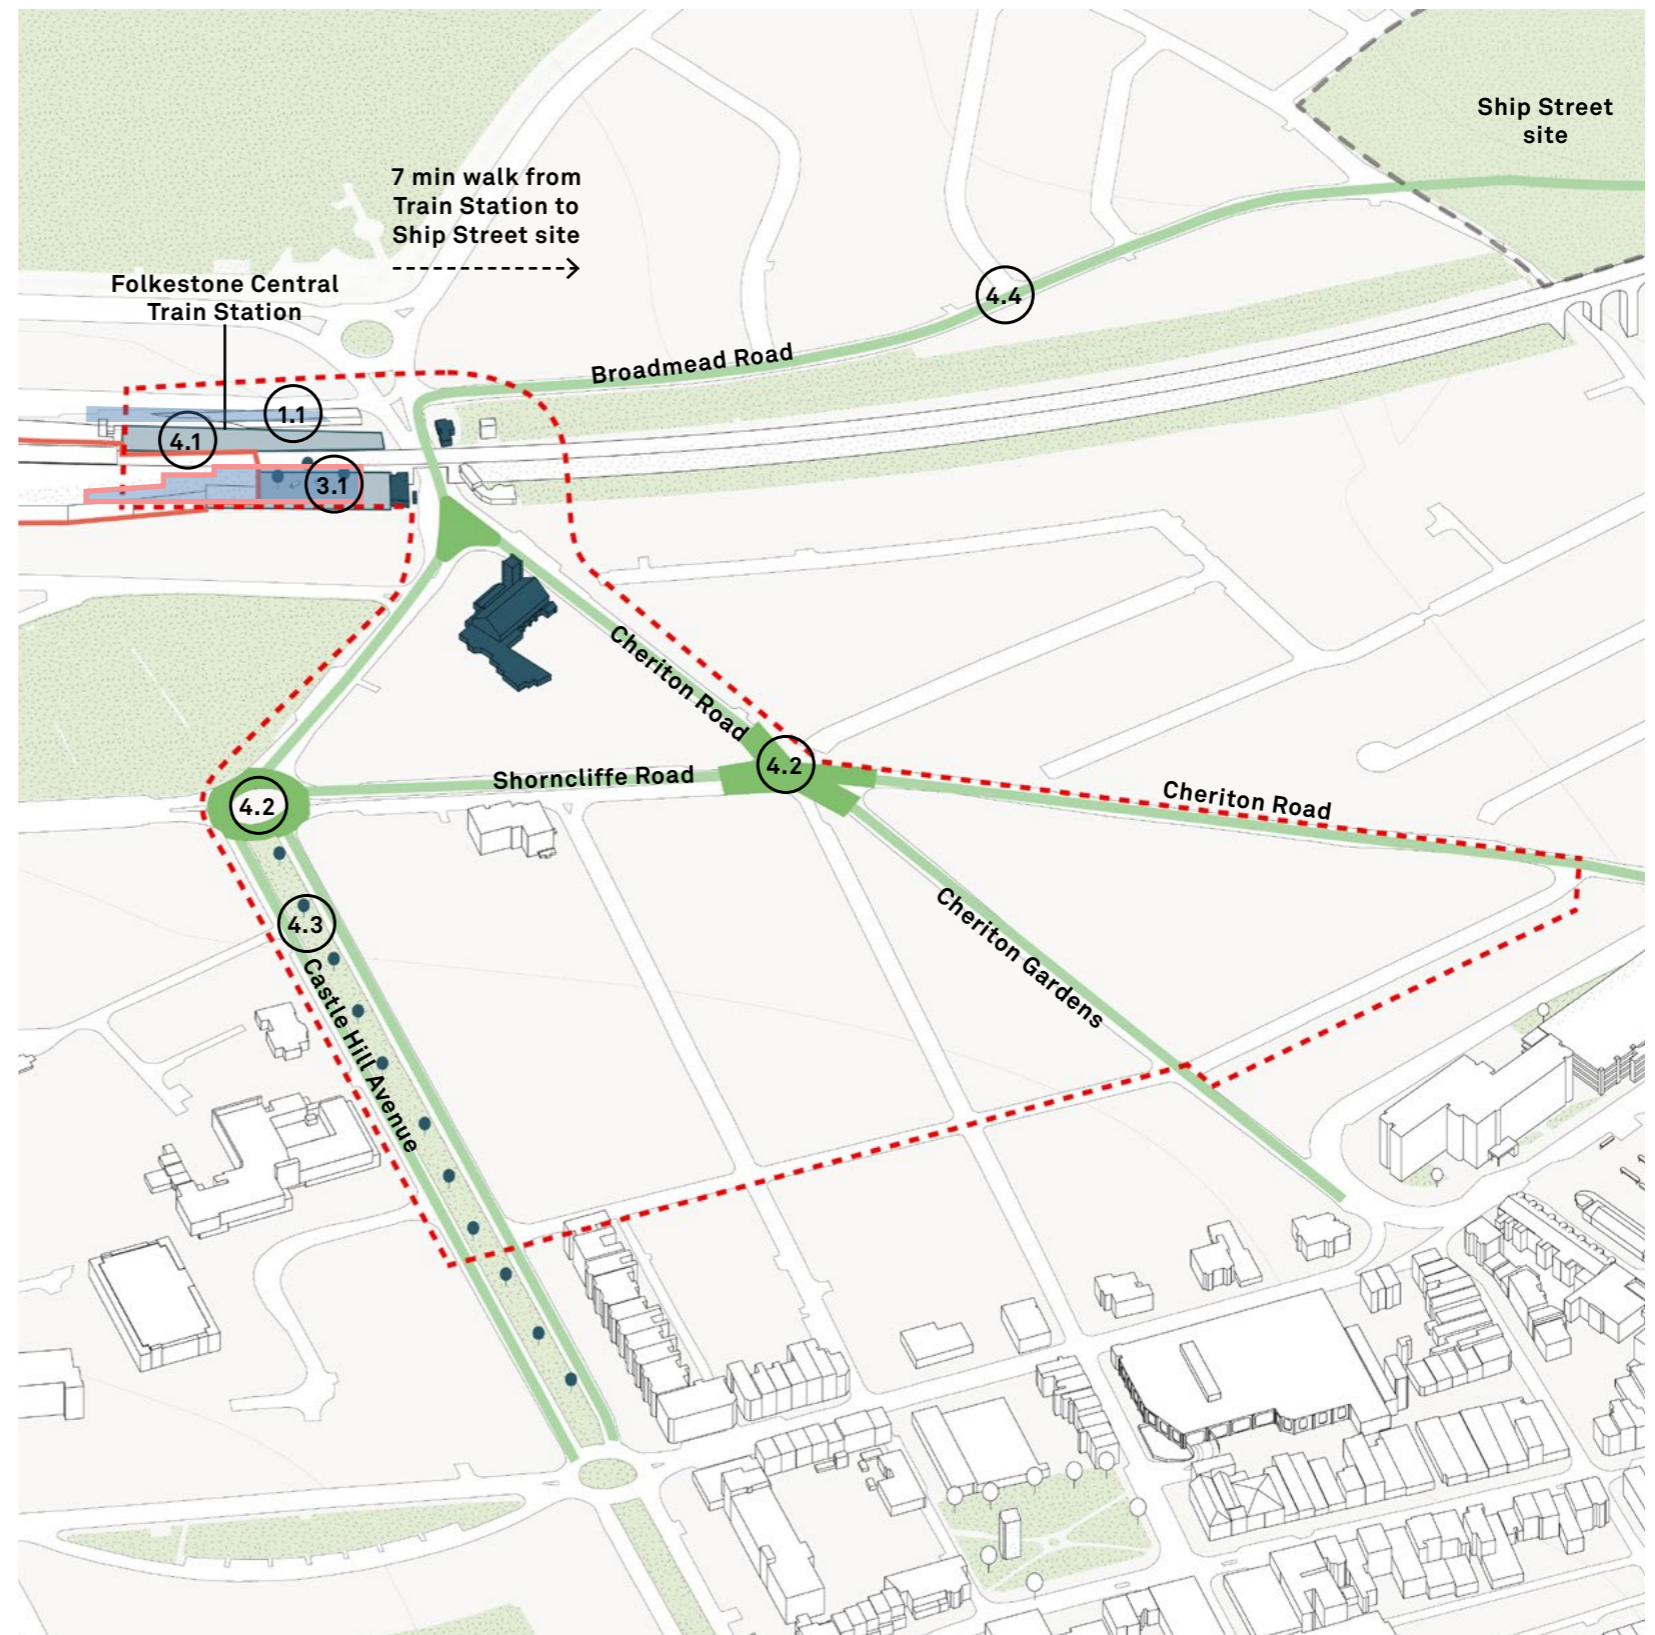 Ship Street
site
7 min walk from
Train Station to
Ship Street site
Folkestone Central
Train Station
4.4
Broadmead Road
1.1
4.1
3.1
Cheriton Road
4.2
Shorncliffe Road
Cheriton Road
4.2
Cheriton Gardens
4.3
Castle Hill Avenue